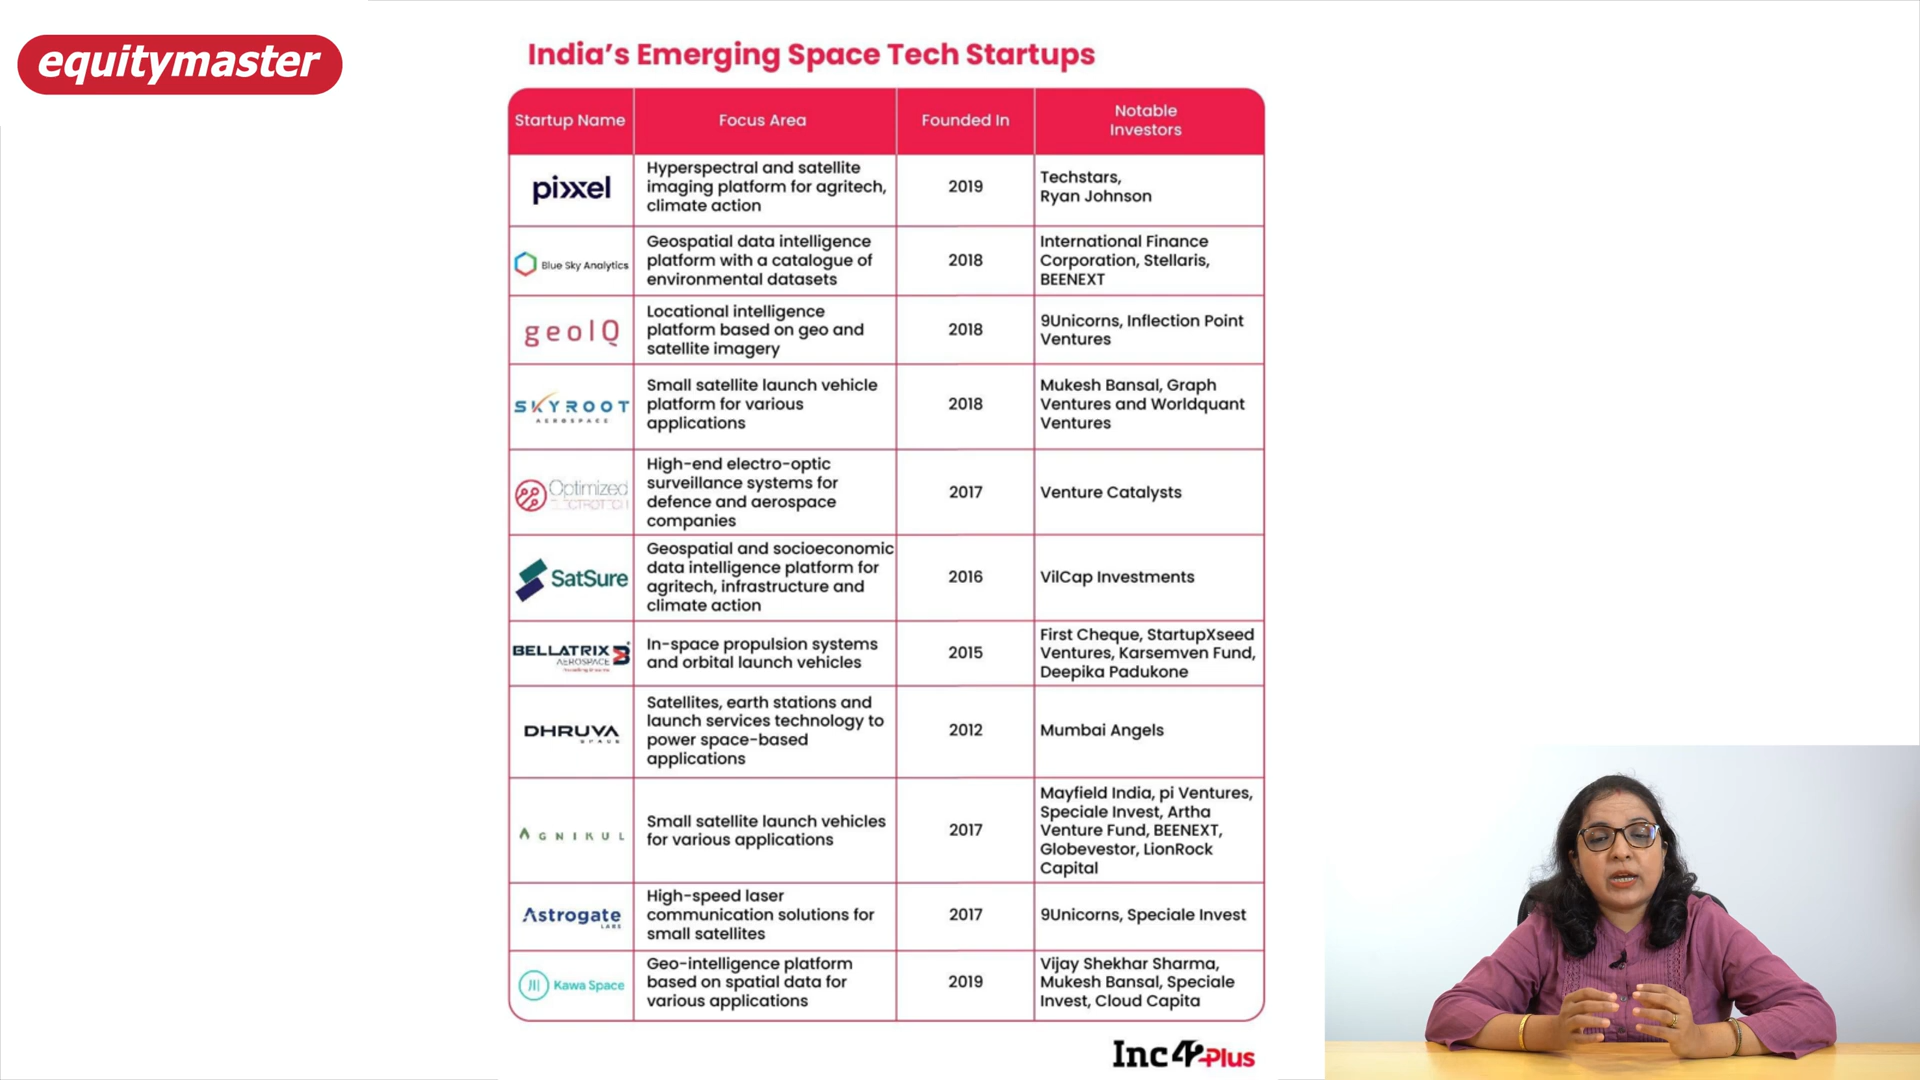 equitymaster
India's Emerging Space Tech Startups
Startup Name
Focus Area
Founded In
Notable
Investors
pixxel
Hyperspectral and satellite
imaging platform for agritech,
climate action
2019
Techstars,
Ryan Johnson
Blue Sky Analytics
Geospatial data intelligence
platform with a catalogue of
environmental datasets
2018
International Finance
Corporation, Stellaris,
BEENEXT
geoIQ
Locational intelligence
platform based on geo and
satellite imagery
2018
9Unicorns, Inflection Point
Ventures
SKYROOT
AEROSPACE
Small satellite launch vehicle
platform for various
applications
2018
Mukesh Bansal, Graph
Ventures and Worldquant
Ventures
Optimized
ELECTROTECH
High-end electro-optic
surveillance systems for
defence and aerospace
companies
2017
Venture Catalysts
SatSure
Geospatial and socioeconomic
data intelligence platform for
agritech, infrastructure and
climate action
2016
VilCap Investments
BELLATRIX
AEROSPACE
In-space propulsion systems
and orbital launch vehicles
2015
First Cheque, StartupXseed
Ventures, Karsemven Fund,
Deepika Padukone
DHRUVA
SPACE
Satellites, earth stations and
launch services technology to
power space-based
applications
2012
Mumbai Angels
AGNIKUL
Small satellite launch vehicles
for various applications
2017
Mayfield India, pi Ventures,
Speciale Invest, Artha
Venture Fund, BEENEXT,
Globevestor, LionRock
Capital
Astrogate
LABS
High-speed laser
communication solutions for
small satellites
2017
9Unicorns, Speciale Invest
Kawa Space
Geo-intelligence platform
based on spatial data for
various applications
2019
Vijay Shekhar Sharma,
Mukesh Bansal, Speciale
Invest, Cloud Capita
Inc42 Plus